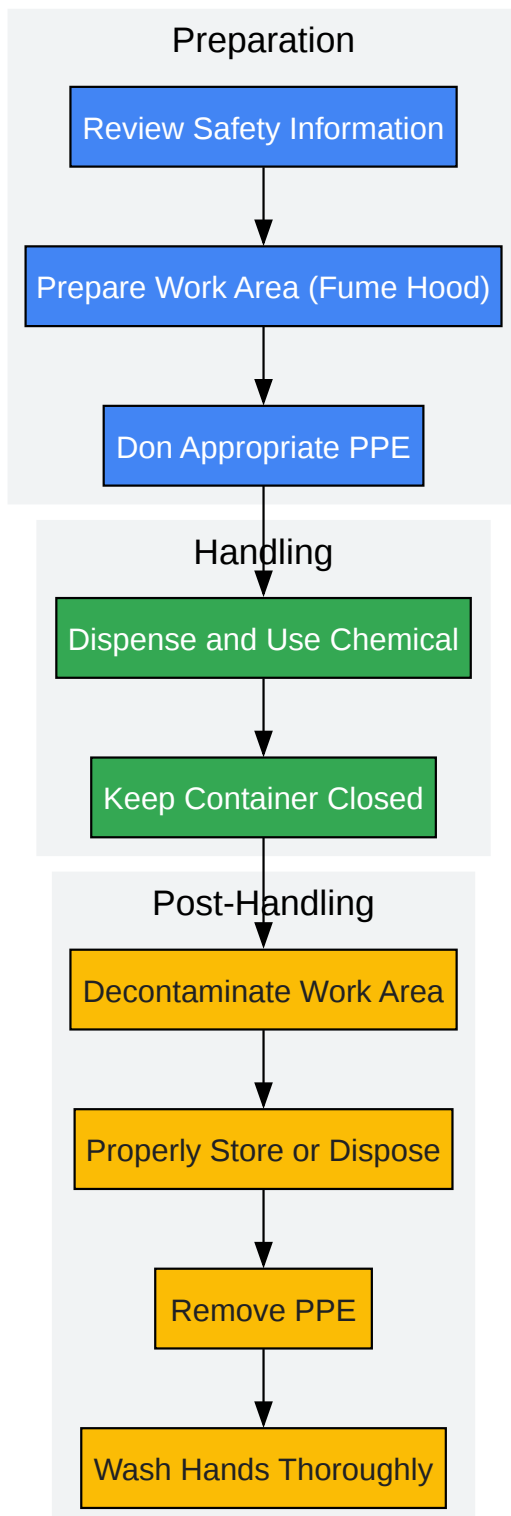 Preparation
Review Safety Information
Prepare Work Area (Fume Hood)
Don Appropriate PPE
Handling
Dispense and Use Chemical
Keep Container Closed
Post-Handling
Decontaminate Work Area
Properly Store or Dispose
Remove PPE
Wash Hands Thoroughly